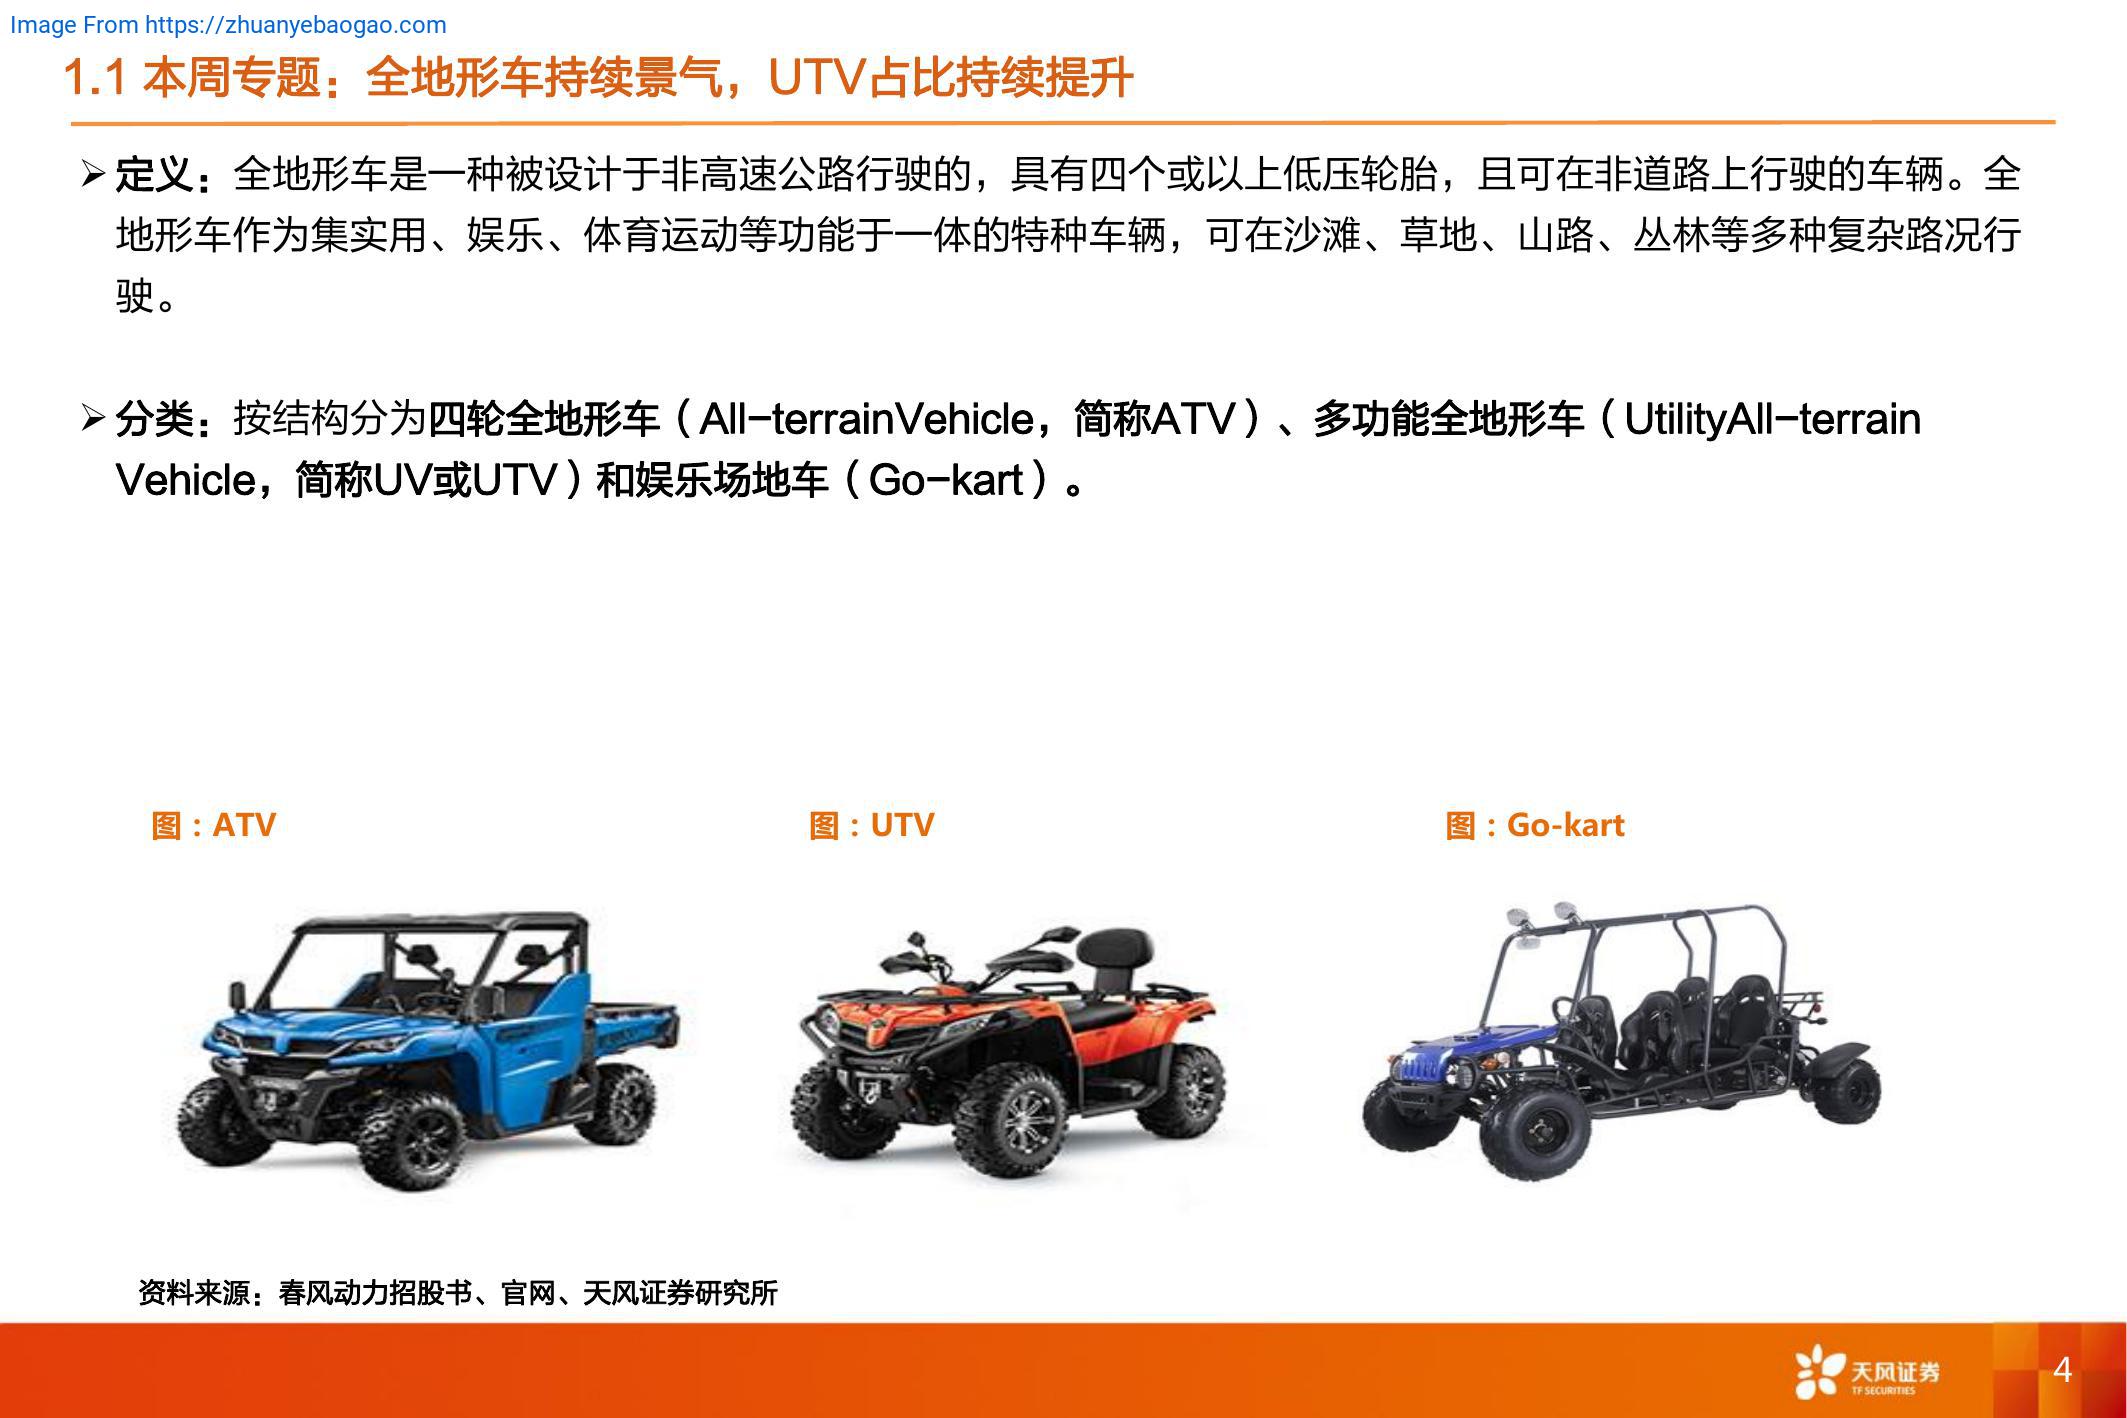 Image From https://zhuanyebaogao.com
1.1 本周专题：全地形车持续景气，UTV占比持续提升
➢ 定义：全地形车是一种被设计于非高速公路行驶的，具有四个或以上低压轮胎，且可在非道路上行驶的车辆。全
地形车作为集实用、娱乐、体育运动等功能于一体的特种车辆，可在沙滩、草地、山路、丛林等多种复杂路况行
驶。
➢ 分类：按结构分为四轮全地形车（All-terrainVehicle，简称ATV）、多功能全地形车（UtilityAll-terrain
Vehicle，简称UV或UTV）和娱乐场地车（Go-kart）。
图：ATV
图：UTV
图：Go-kart
资料来源：春风动力招股书、官网、天风证券研究所
天风证券
TF SECURITIES
4